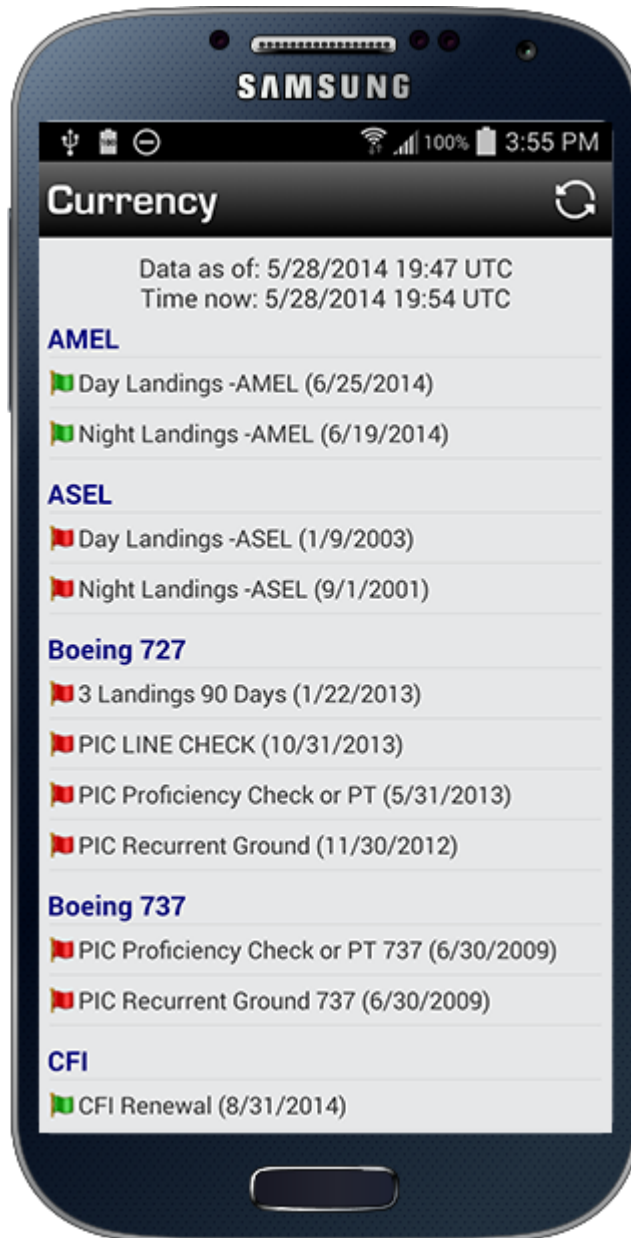 SAMSUNG
100% 3:55 PM
Currency
Data as of: 5/28/2014 19:47 UTC
Time now: 5/28/2014 19:54 UTC
AMEL
Day Landings -AMEL (6/25/2014)
Night Landings -AMEL (6/19/2014)
ASEL
Day Landings -ASEL (1/9/2003)
Night Landings -ASEL (9/1/2001)
Boeing 727
3 Landings 90 Days (1/22/2013)
PIC LINE CHECK (10/31/2013)
PIC Proficiency Check or PT (5/31/2013)
PIC Recurrent Ground (11/30/2012)
Boeing 737
PIC Proficiency Check or PT 737 (6/30/2009)
PIC Recurrent Ground 737 (6/30/2009)
CFI
CFI Renewal (8/31/2014)